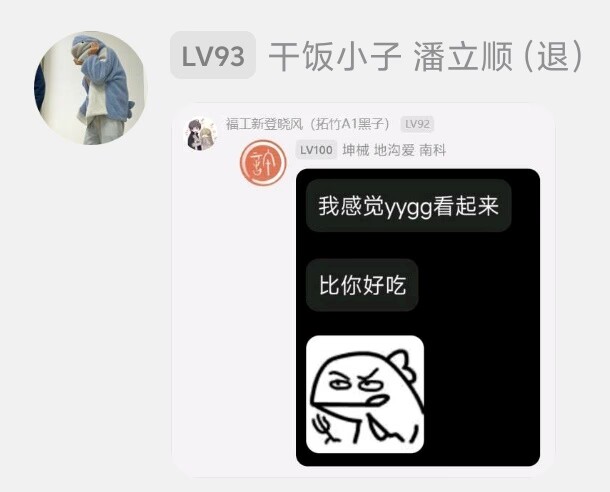 LV93 干饭小子 潘立顺（退）
福工新登晓风（拓竹A1黑子） LV92
LV100 坤械 地沟爱 南科
我感觉yygg看起来
比你好吃